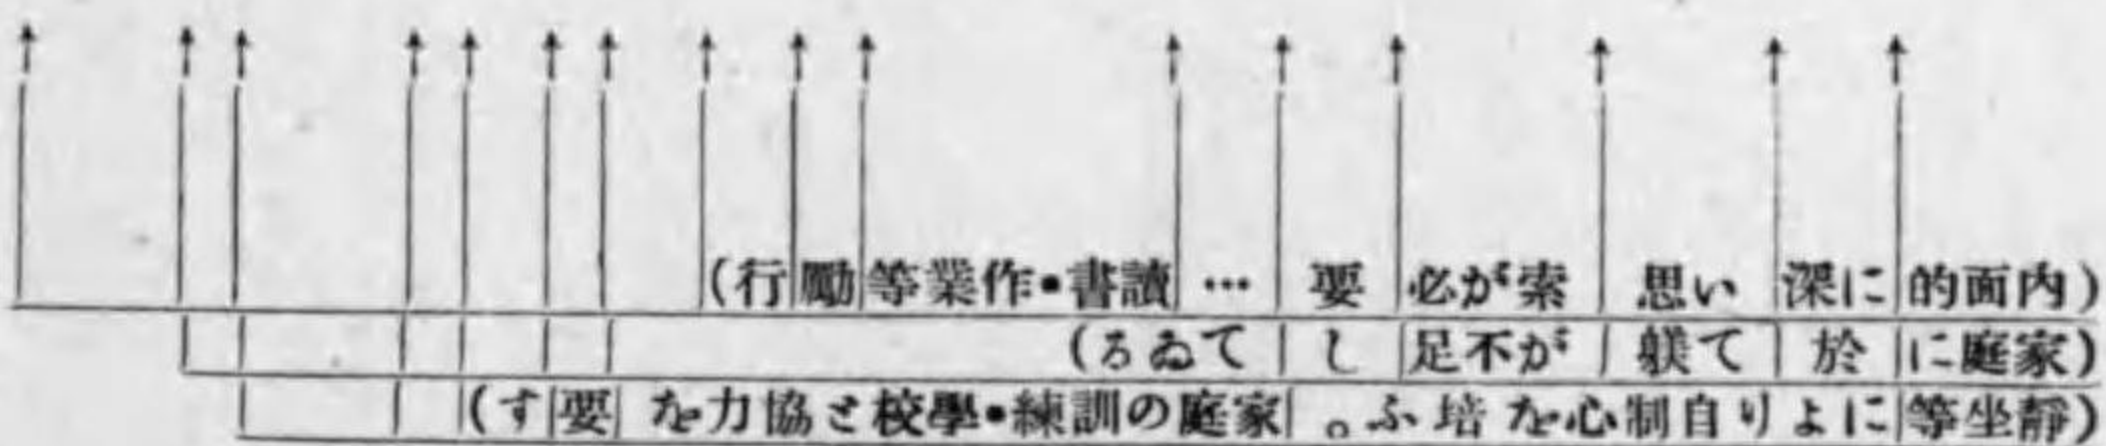 (內面的に深い思索が必要…讀書・作業等勵行)
(家庭に於て躾が不足してゐる)
(靜坐等により自制心を培ふ。家庭の訓練・學校と協力を要す)